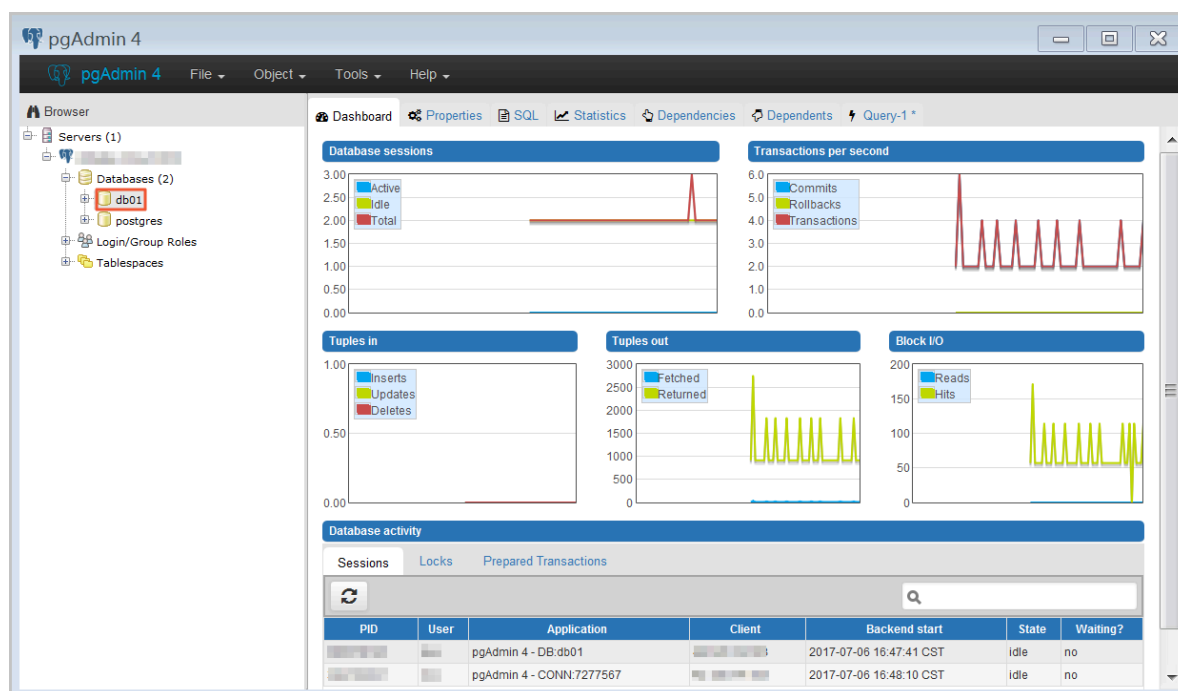 pgAdmin 4
pgAdmin 4 File Object Tools Help
Browser
Servers (1)
Databases (2)
db01
postgres
Login/Group Roles
Tablespaces
Dashboard Properties SQL Statistics Dependencies Dependents Query-1 *
Database sessions
3.00
2.50
2.00
1.50
1.00
0.50
0.00
Active
Idle
Total
Transactions per second
6.0
5.0
4.0
3.0
2.0
1.0
0.0
Commits
Rollbacks
Transactions
Tuples in
1.00
0.50
0.00
Inserts
Updates
Deletes
Tuples out
3000
2500
2000
1500
1000
500
0
Fetched
Returned
Block I/O
200
150
100
50
0
Reads
Hits
Database activity
Sessions Locks Prepared Transactions
PID User Application Client Backend start State Waiting?
pgAdmin 4 - DB:db01 2017-07-06 16:47:41 CST idle no
pgAdmin 4 - CONN:7277567 2017-07-06 16:48:10 CST idle no